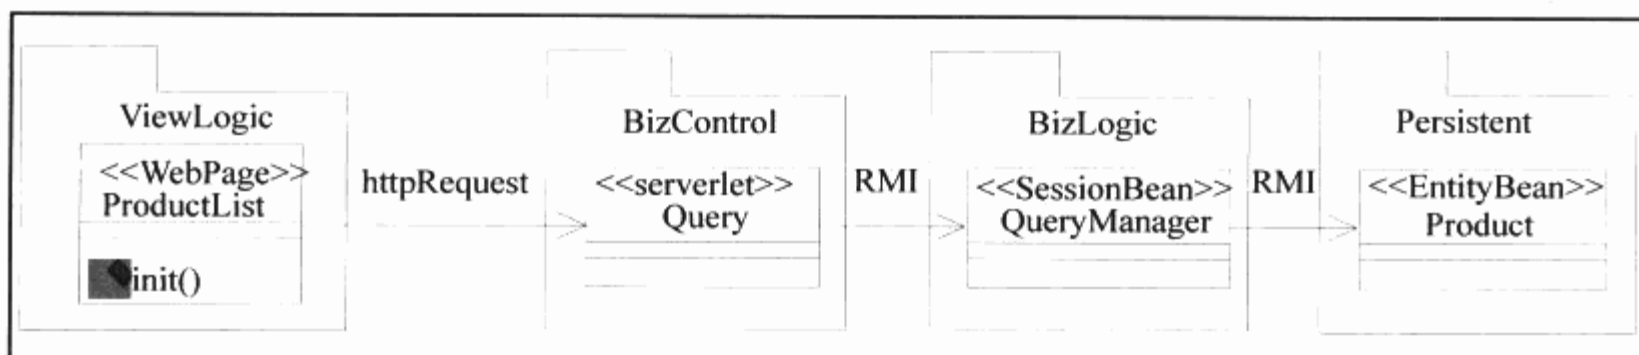 ViewLogic
<<WebPage>>
ProductList
init()
httpRequest
BizControl
<<serverlet>>
Query
RMI
BizLogic
<<SessionBean>>
QueryManager
RMI
Persistent
<<EntityBean>>
Product